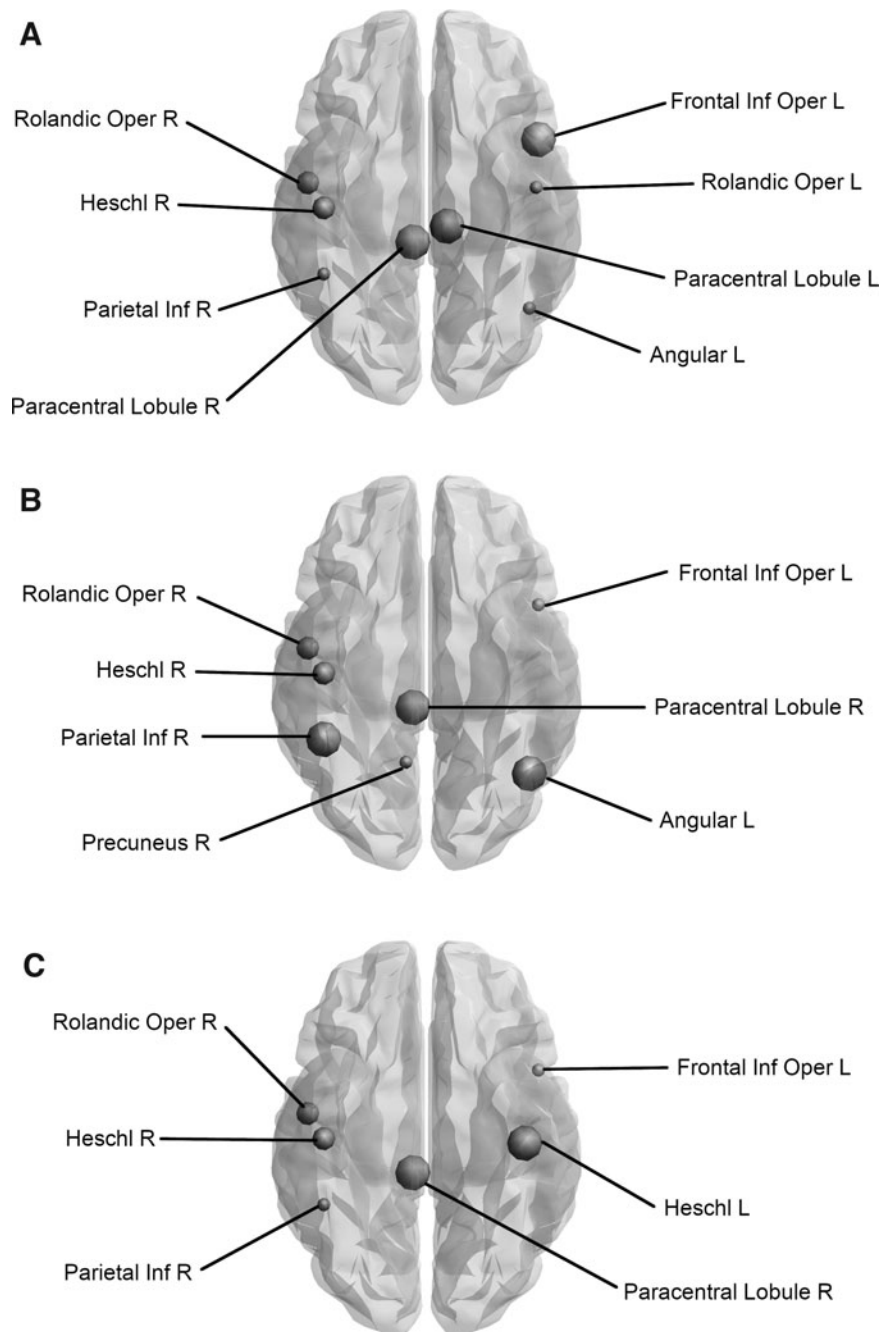 A
Rolandic Oper R
Heschl R
Parietal Inf R
Paracentral Lobule R
Frontal Inf Oper L
Rolandic Oper L
Paracentral Lobule L
Angular L
B
Rolandic Oper R
Heschl R
Parietal Inf R
Precuneus R
Frontal Inf Oper L
Paracentral Lobule R
Angular L
C
Rolandic Oper R
Heschl R
Parietal Inf R
Frontal Inf Oper L
Heschl L
Paracentral Lobule R